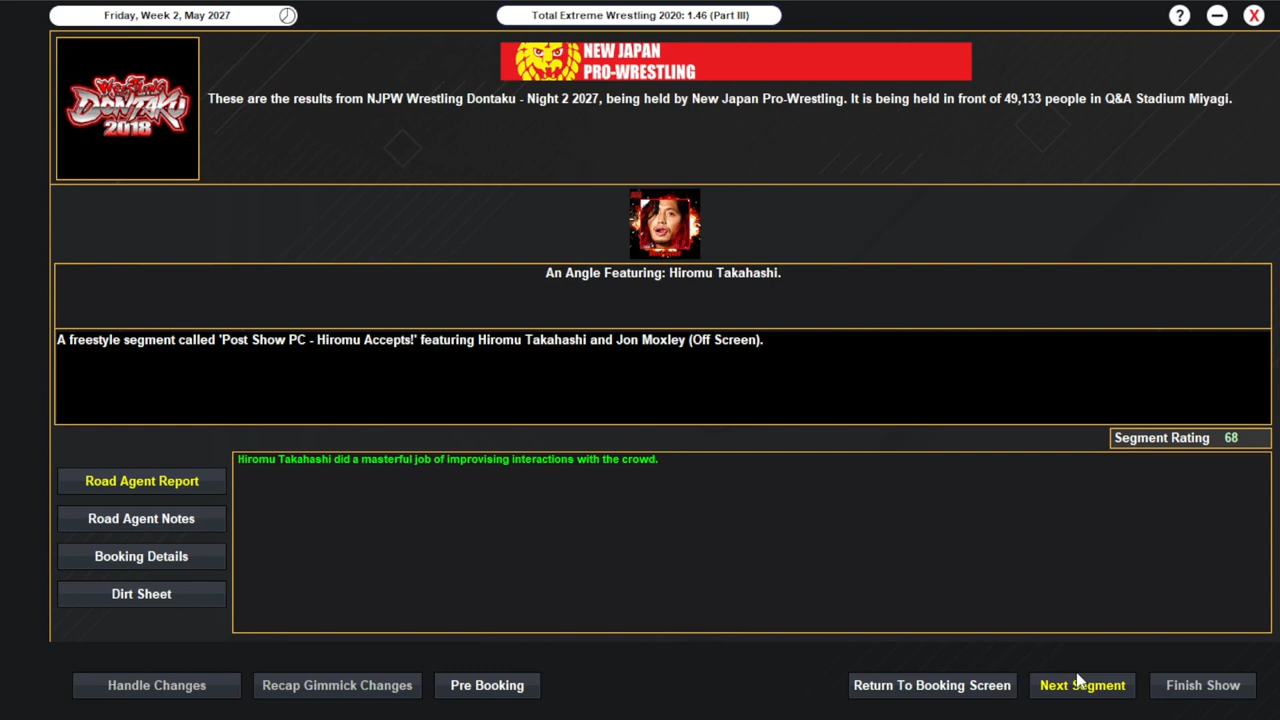 Friday, Week 2, May 2027
Total Extreme Wrestling 2020: 1.46 (Part III)
?
X
NEW JAPAN
PRO-WRESTLING
Wrestling
DONTAKU
2018
These are the results from NJPW Wrestling Dontaku - Night 2 2027, being held by New Japan Pro-Wrestling. It is being held in front of 49,133 people in Q&A Stadium Miyagi.
An Angle Featuring: Hiromu Takahashi.
A freestyle segment called 'Post Show PC - Hiromu Accepts!' featuring Hiromu Takahashi and Jon Moxley (Off Screen).
Segment Rating 68
Road Agent Report
Hiromu Takahashi did a masterful job of improvising interactions with the crowd.
Road Agent Notes
Booking Details
Dirt Sheet
Handle Changes
Recap Gimmick Changes
Pre Booking
Return To Booking Screen
Next Segment
Finish Show